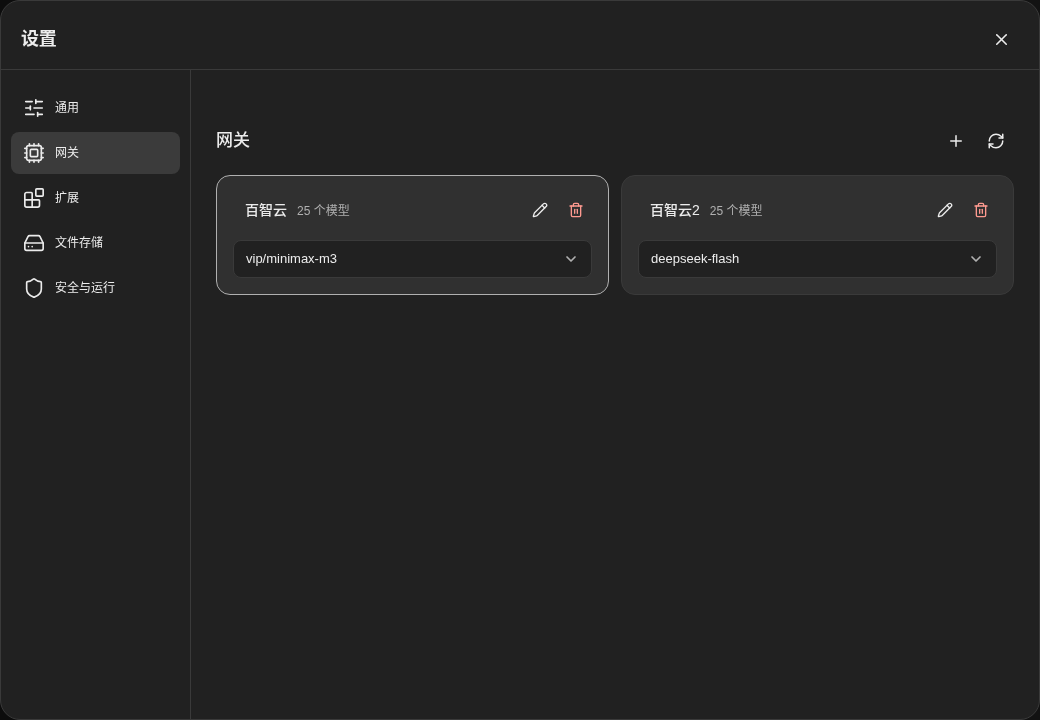 设置
通用
网关
扩展
文件存储
安全与运行
网关
百智云 25 个模型
vip/minimax-m3
百智云2 25 个模型
deepseek-flash